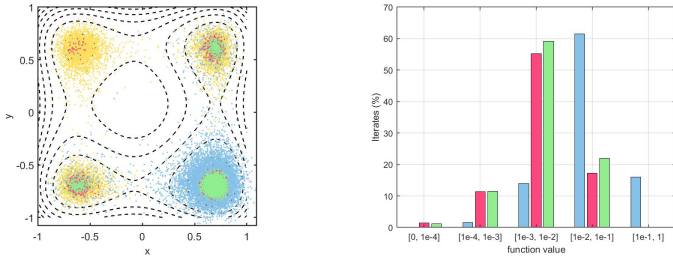 1
0.5
0
-0.5
-1
-1
-0.5
0
0.5
1
x
y
70
60
50
40
30
20
10
0
Iterates (%)
[0, 1e-4]
[1e-4, 1e-3]
[1e-3, 1e-2]
[1e-2, 1e-1]
[1e-1, 1]
function value